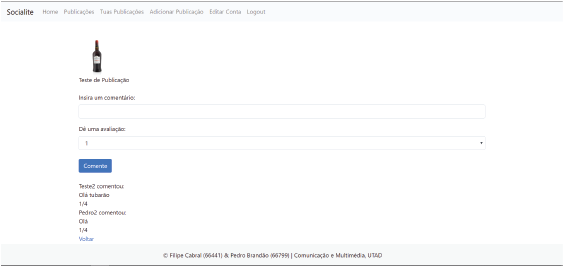 Socialite Home Publicações Tuas Publicações Adicionar Publicação Editar Conta Logout
Teste de Publicação
Insira um comentário:
Dê uma avaliação:
1
Comente
Teste2 comentou:
Olá tubarão
1/4
Pedro2 comentou:
Olá
1/4
Voltar
© Filipe Cabral (66441) & Pedro Brandão (66799) | Comunicação e Multimédia, UTAD